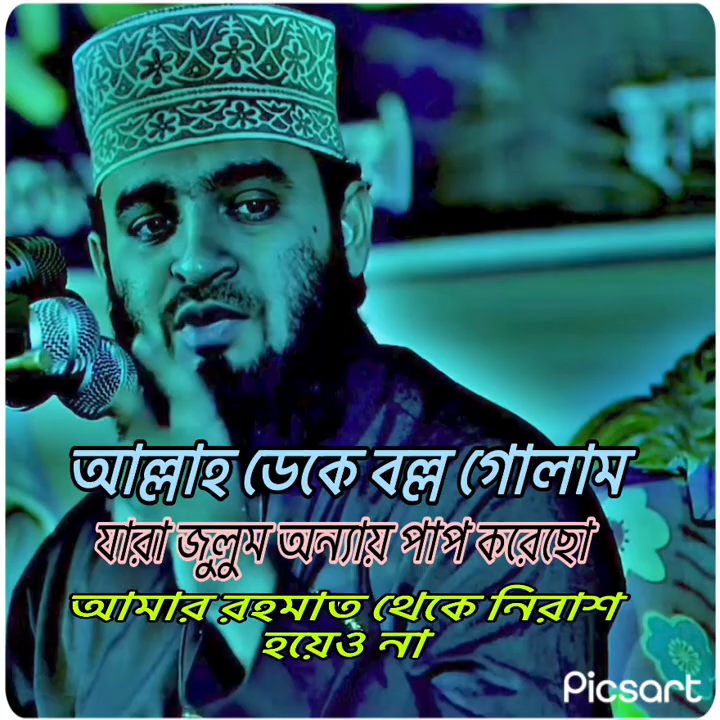 আল্লাহ ডেকে বল্ল গোলাম
যারা জুলুম অন্যায় পাপ করেছো
আমার রহমাত থেকে নিরাশ
হয়েও না
Picsart